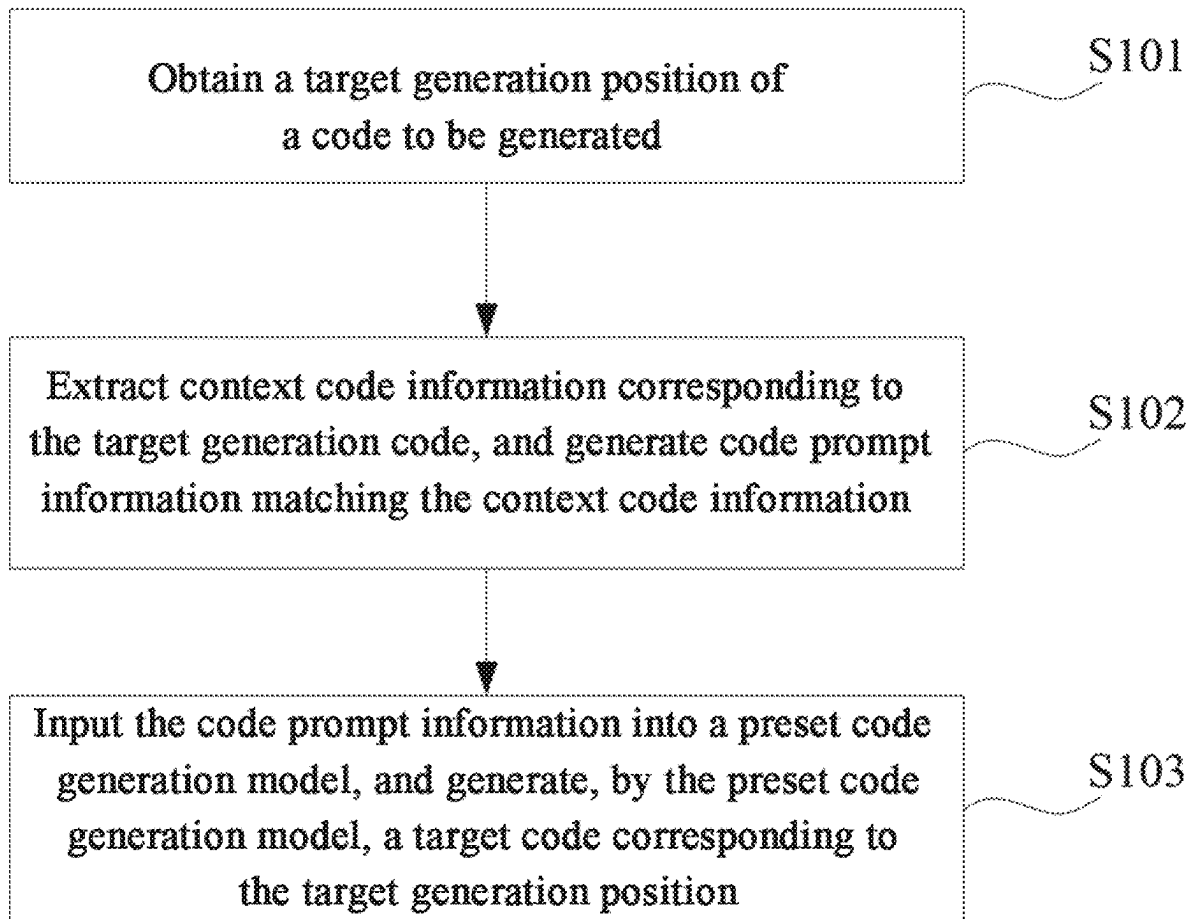 Obtain a target generation position of
a code to be generated
S101
Extract context code information corresponding to
the target generation code, and generate code prompt
information matching the context code information
S102
Input the code prompt information into a preset code
generation model, and generate, by the preset code
generation model, a target code corresponding to
the target generation position
S103